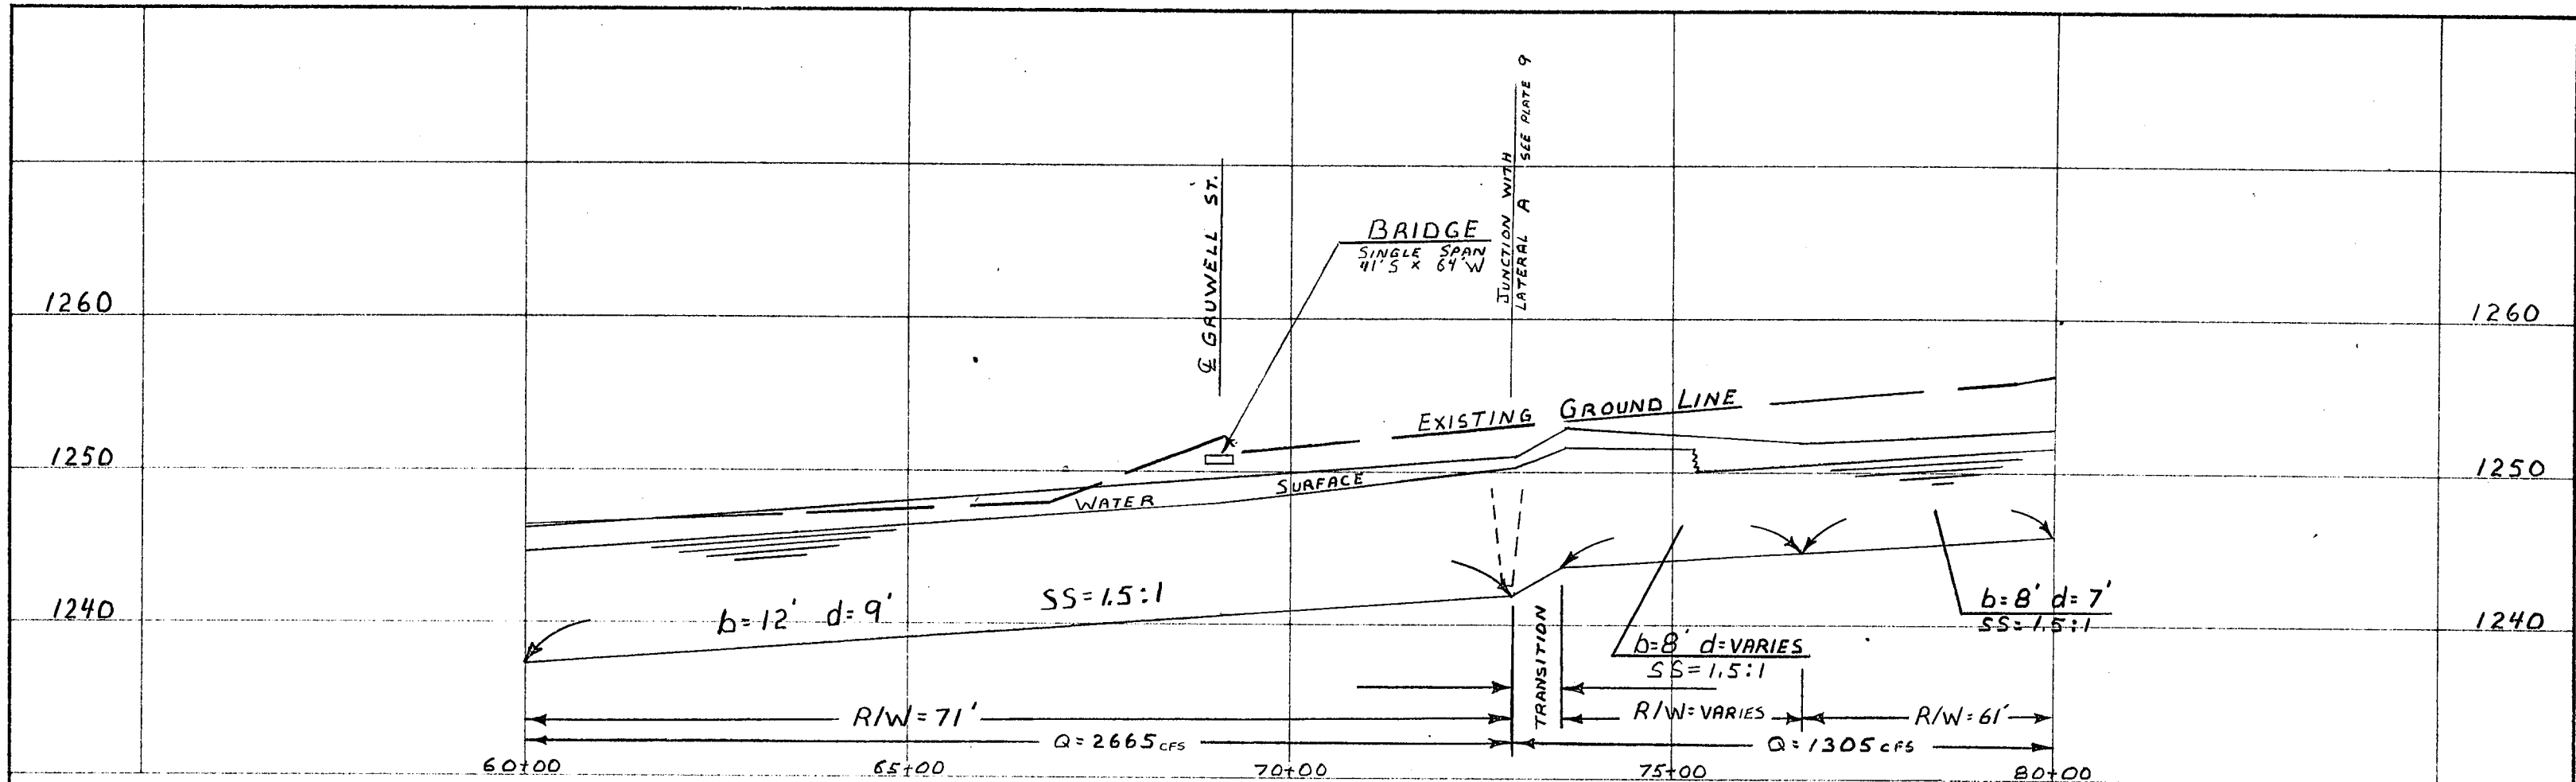 JUNCTION WITH
LATERAL A SEE PLATE 9
℄ GRUWELL ST.
BRIDGE
SINGLE SPAN
41'S x 64'W
1260
1260
EXISTING GROUND LINE
1250
WATER SURFACE
1250
1240
b=12' d=9'
SS=1.5:1
b=8' d=7'
SS=1.5:1
1240
TRANSITION
b=8' d=VARIES
SS=1.5:1
R/W=71'
R/W=VARIES
R/W=61'
Q=2665 CFS
Q=1305 CFS
60+00
65+00
70+00
75+00
80+00